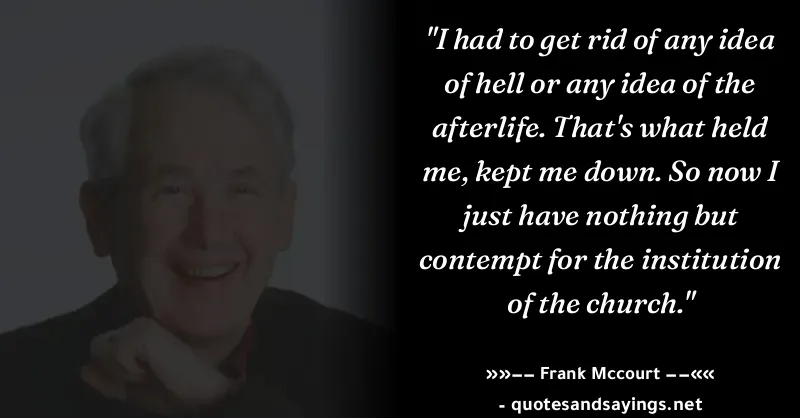 "I had to get rid of any idea
of hell or any idea of the
afterlife. That's what held
me, kept me down. So now I
just have nothing but
contempt for the institution
of the church."
»»–– Frank Mccourt ––««
- quotesandsayings.net